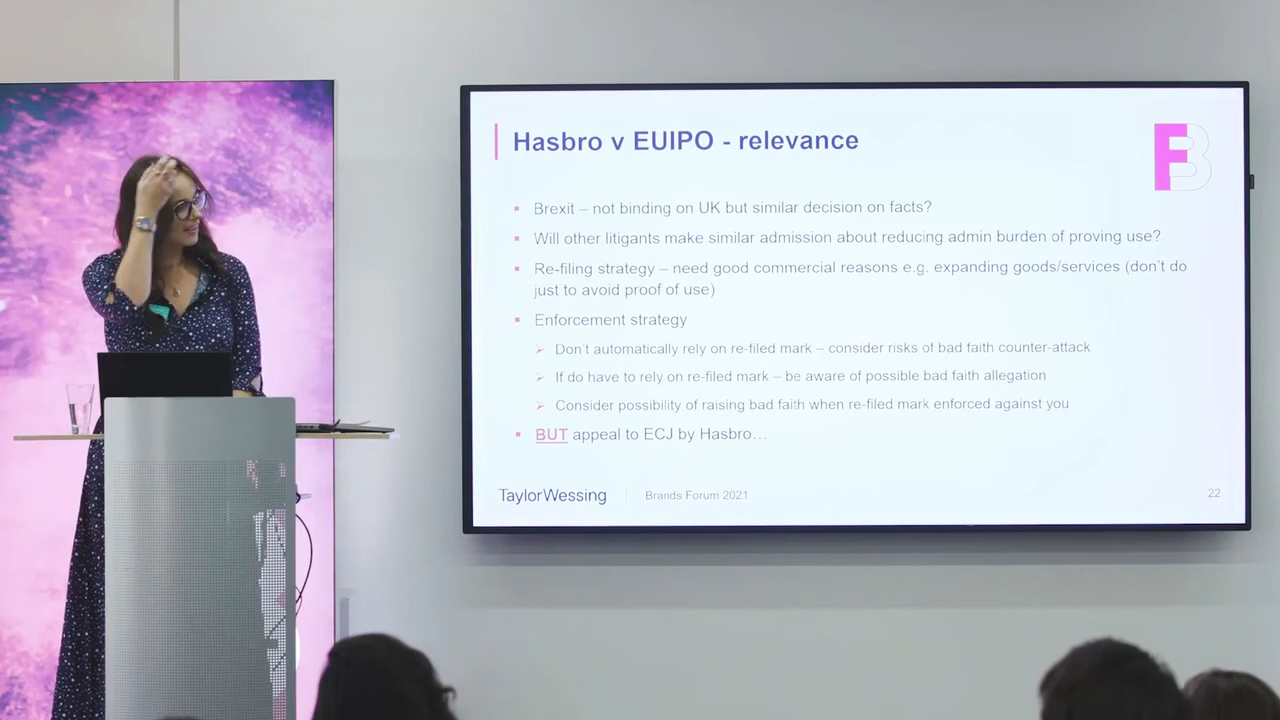 Hasbro v EUIPO - relevance
FB
Brexit – not binding on UK but similar decision on facts?
Will other litigants make similar admission about reducing admin burden of proving use?
Re-filing strategy – need good commercial reasons e.g. expanding goods/services (don't do
just to avoid proof of use)
Enforcement strategy
Don't automatically rely on re-filed mark – consider risks of bad faith counter-attack
If do have to rely on re-filed mark – be aware of possible bad faith allegation
Consider possibility of raising bad faith when re-filed mark enforced against you
BUT appeal to ECJ by Hasbro…
TaylorWessing
Brands Forum 2021
22